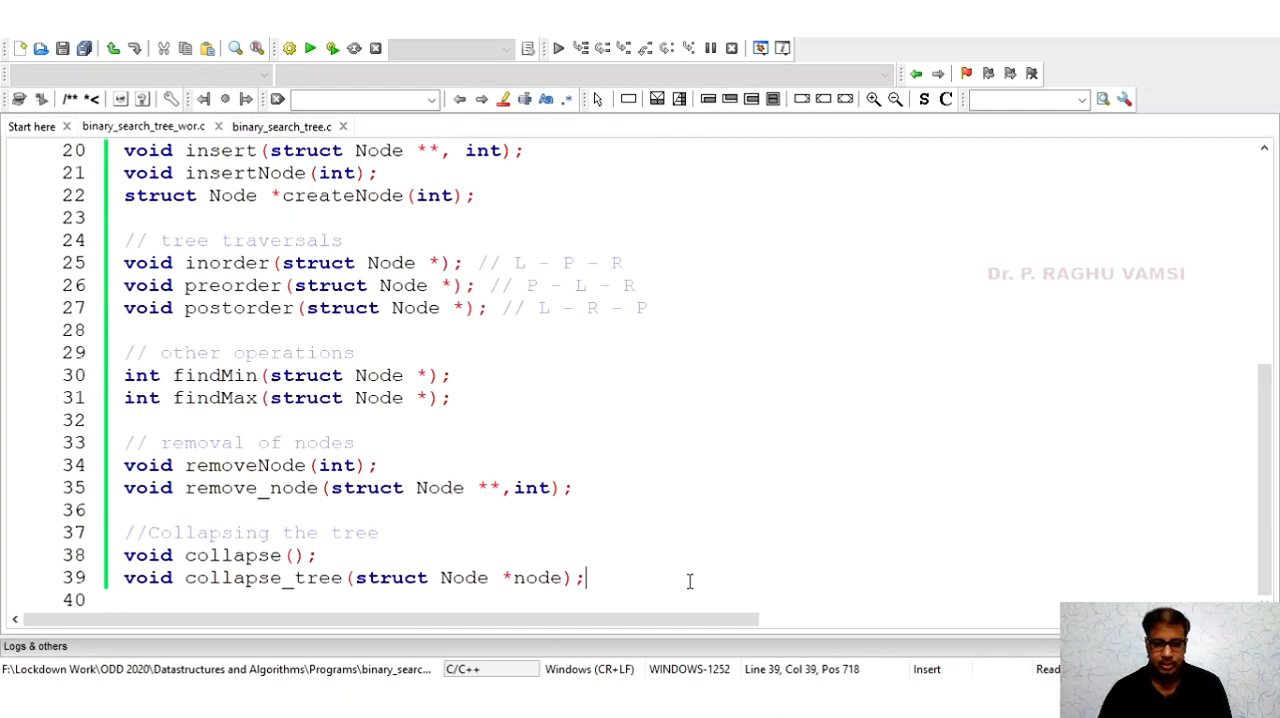 Start here
binary_search_tree_wor.c
binary_search_tree.c
20 void insert(struct Node **, int);
21 void insertNode(int);
22 struct Node *createNode(int);
23
24 // tree traversals
25 void inorder(struct Node *); // L - P - R
26 void preorder(struct Node *); // P - L - R
27 void postorder(struct Node *); // L - R - P
28
29 // other operations
30 int findMin(struct Node *);
31 int findMax(struct Node *);
32
33 // removal of nodes
34 void removeNode(int);
35 void remove_node(struct Node **,int);
36
37 //Collapsing the tree
38 void collapse();
39 void collapse_tree(struct Node *node);
40
Dr. P. RAGHU VAMSI
Logs & others
F:\Lockdown Work\ODD 2020\Datastructures and Algorithms\Programs\binary_searc... C/C++ Windows (CR+LF) WINDOWS-1252 Line 39, Col 39, Pos 718 Insert Read